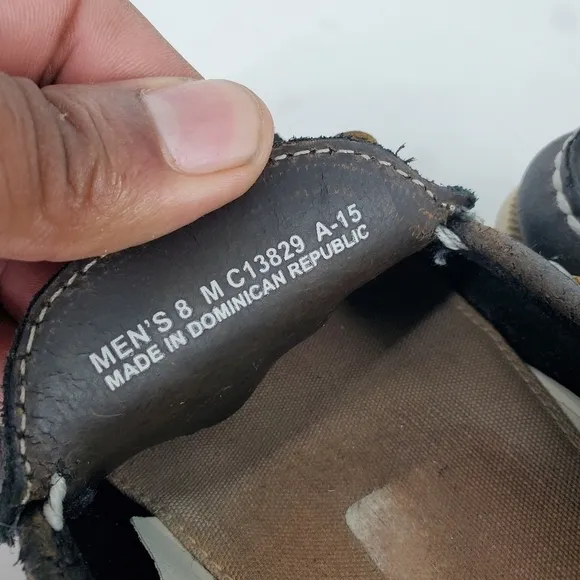 MEN'S 8 M C13829 A-15
MADE IN DOMINICAN REPUBLIC